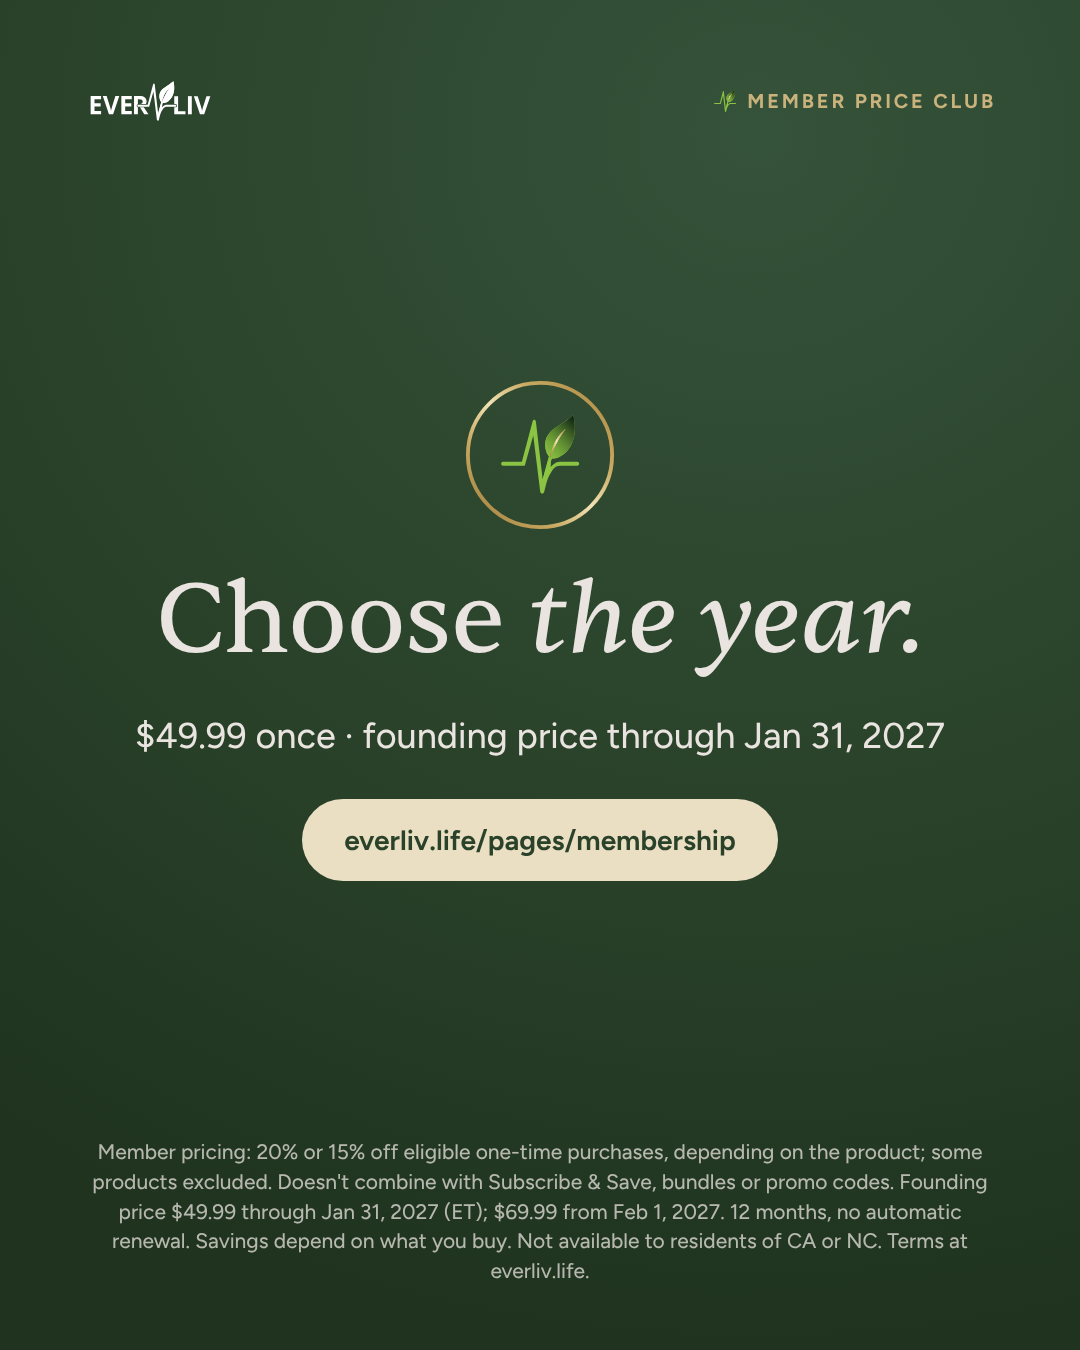 EVERLIV
MEMBER PRICE CLUB
Choose the year.
$49.99 once · founding price through Jan 31, 2027
everliv.life/pages/membership
Member pricing: 20% or 15% off eligible one-time purchases, depending on the product; some
products excluded. Doesn't combine with Subscribe & Save, bundles or promo codes. Founding
price $49.99 through Jan 31, 2027 (ET); $69.99 from Feb 1, 2027. 12 months, no automatic
renewal. Savings depend on what you buy. Not available to residents of CA or NC. Terms at
everliv.life.